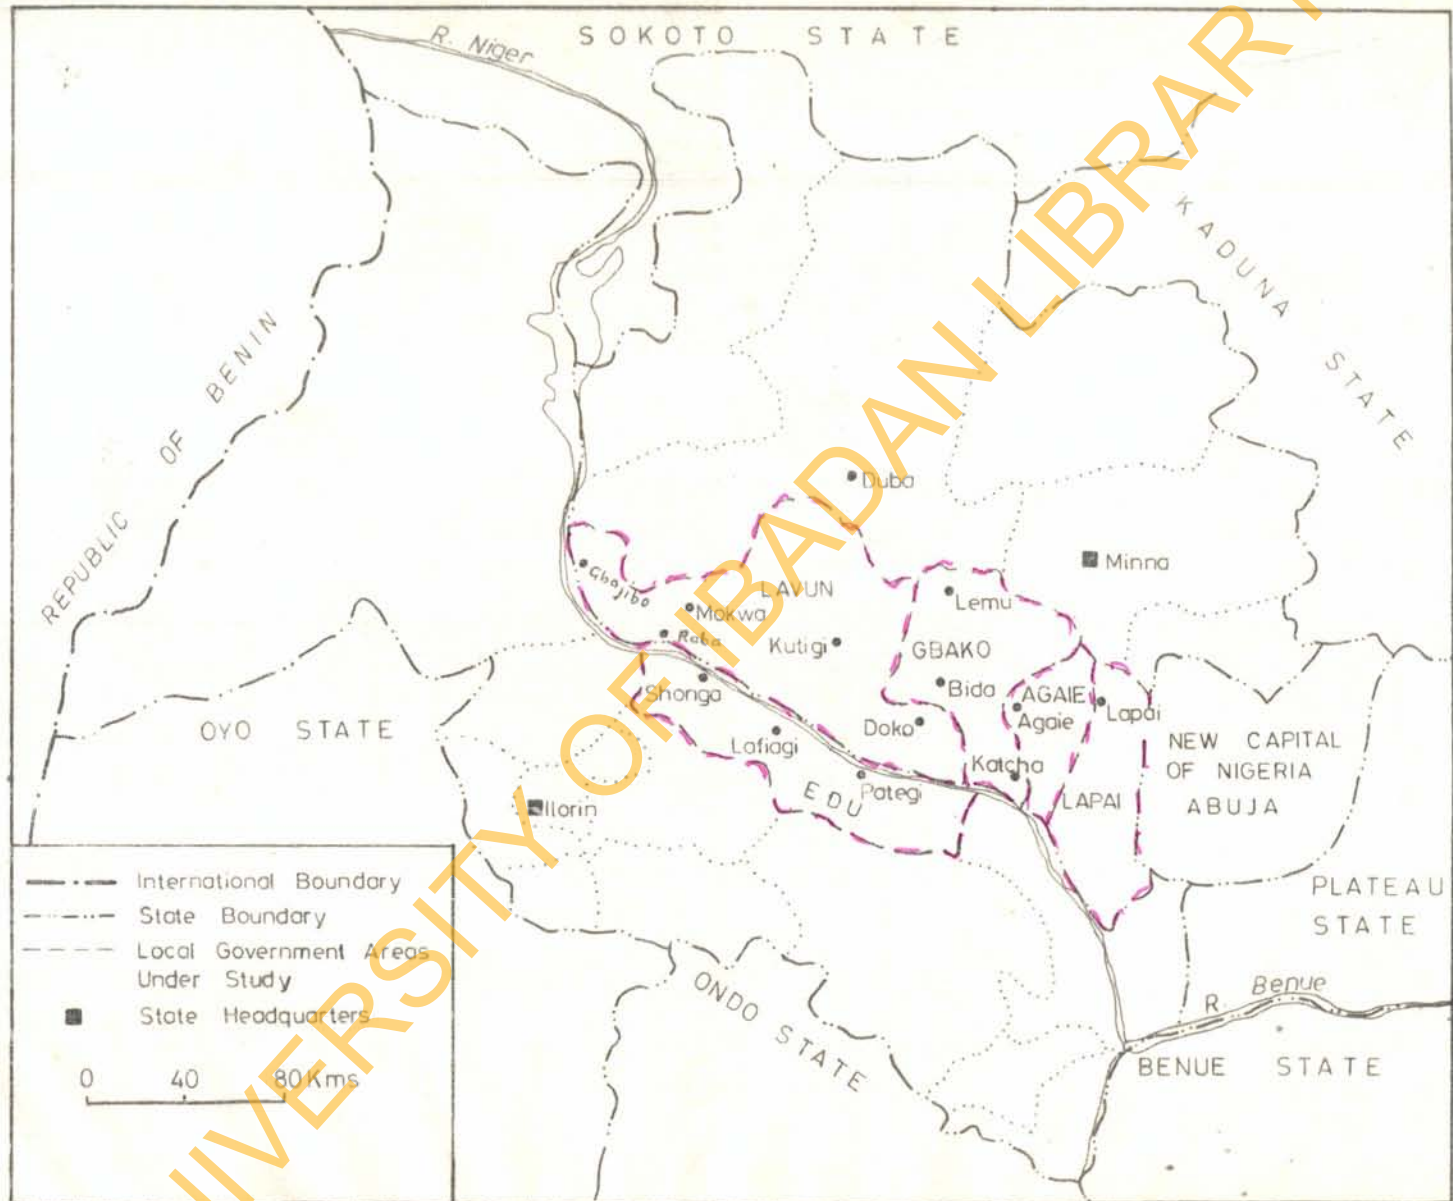 R. Niger
SOKOTO STATE
KADUNA STATE
REPUBLIC OF BENIN
Duba
Minna
Gbajibo
LAVUN
Lemu
Mokwa
Raba
Kutigi
GBAKO
Shonga
Bida
AGAIE
Agaie
Lapai
OYO STATE
Doko
Lafiagi
NEW CAPITAL
OF NIGERIA
ABUJA
Katcha
Pategi
EDU
LAPAI
Ilorin
International Boundary
State Boundary
Local Government Areas
Under Study
State Headquarters
0 40 80 Kms
PLATEAU
STATE
ONDO STATE
R. Benue
BENUE STATE
UNIVERSITY OF IBADAN LIBRARY